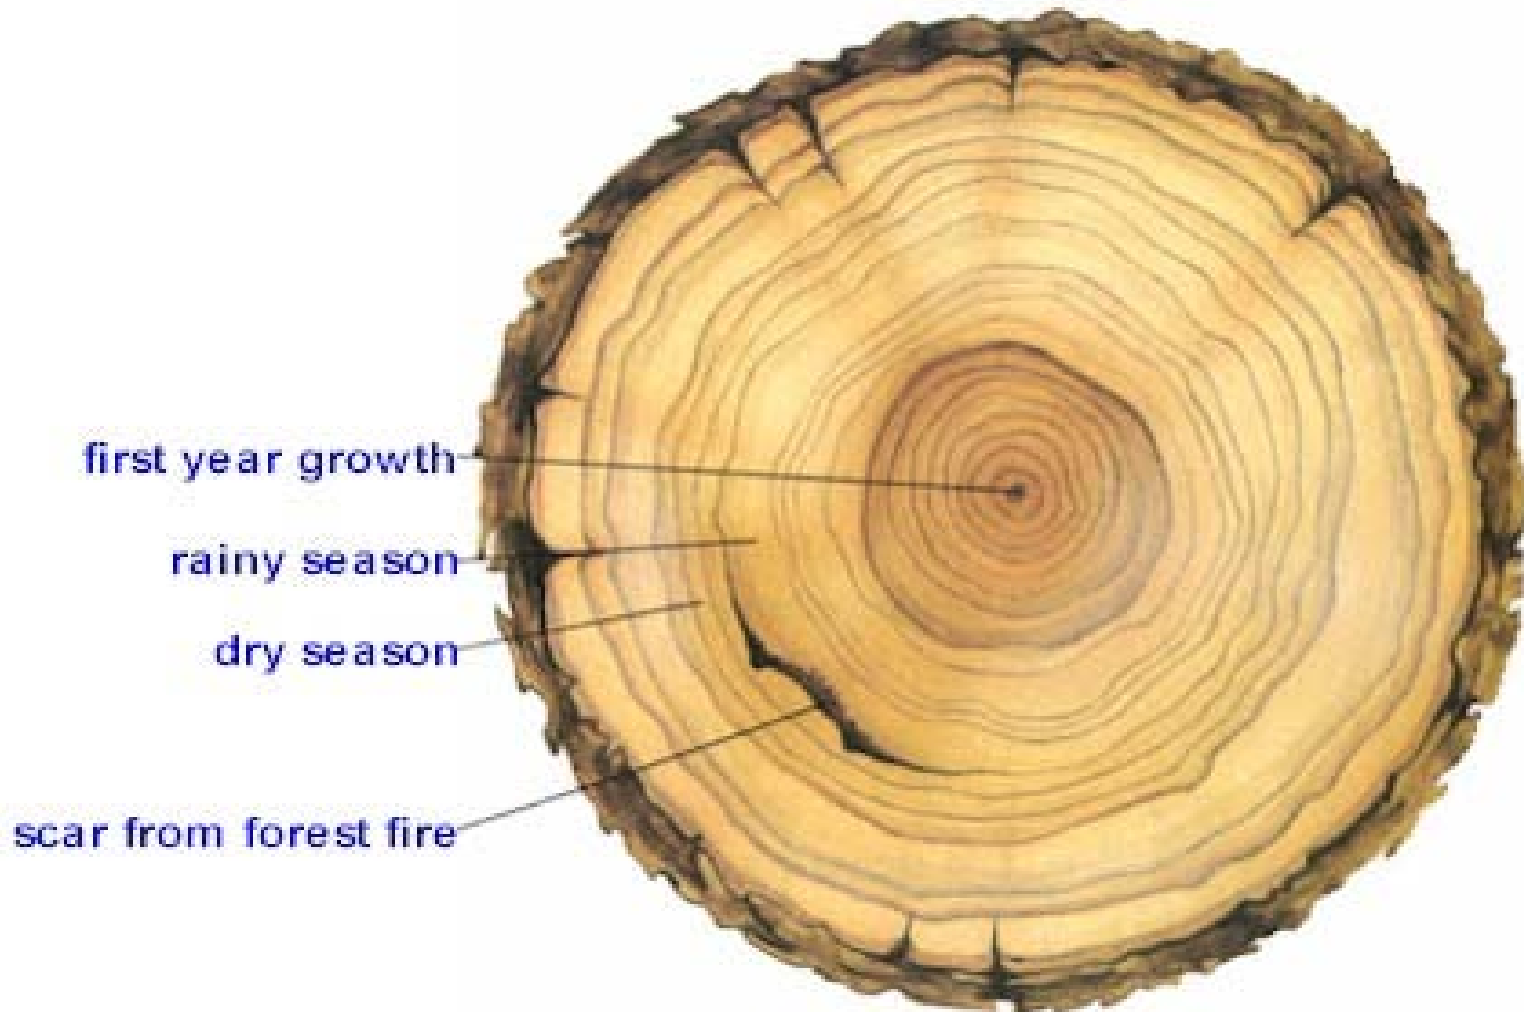 first year growth
rainy season
dry season
scar from forest fire